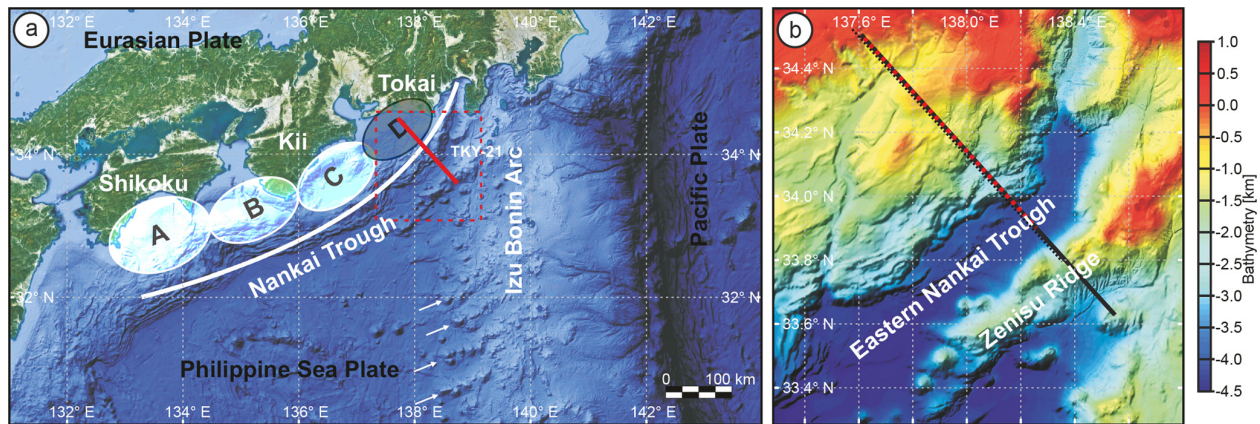 a
132° E
134° E
136° E
138° E
140° E
142° E
Eurasian Plate
Tokai
D
Kii
34° N
TKY-21
C
Shikoku
B
A
Nankai Trough
Izu Bonin Arc
Pacific Plate
32° N
Philippine Sea Plate
0 100 km
132° E
134° E
136° E
138° E
140° E
142° E
b
137.6° E
138.0° E
138.4° E
34.4° N
34.2° N
34.0° N
33.8° N
33.6° N
33.4° N
Eastern Nankai Trough
Zenisu Ridge
1.0
0.5
0.0
-0.5
-1.0
-1.5
-2.0
-2.5
-3.0
-3.5
-4.0
-4.5
Bathymetry [km]